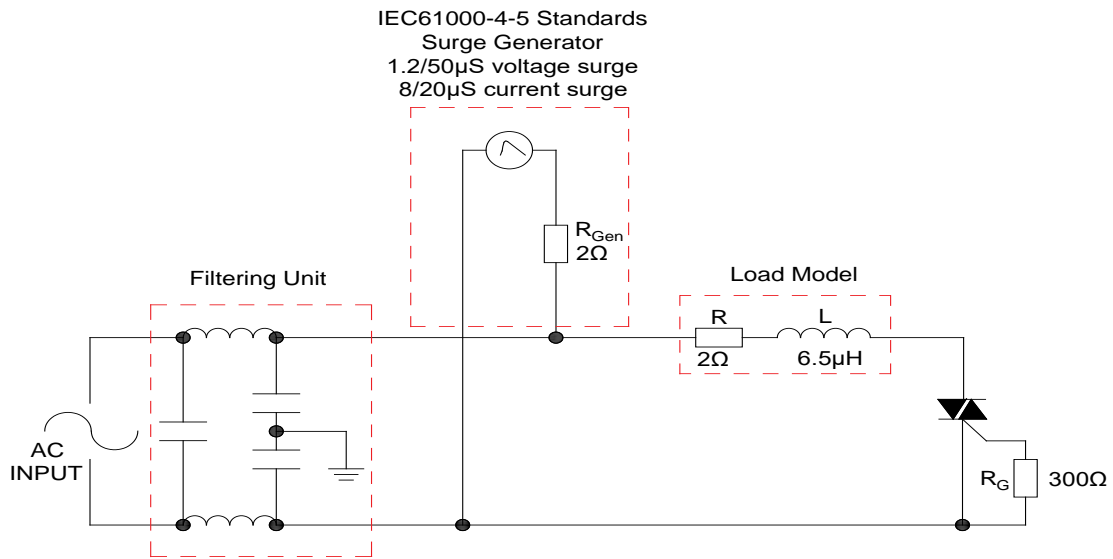 IEC61000-4-5 Standards
Surge Generator
1.2/50µS voltage surge
8/20µS current surge
RGen
2Ω
Filtering Unit
Load Model
R
L
2Ω
6.5µH
AC
INPUT
RG
300Ω